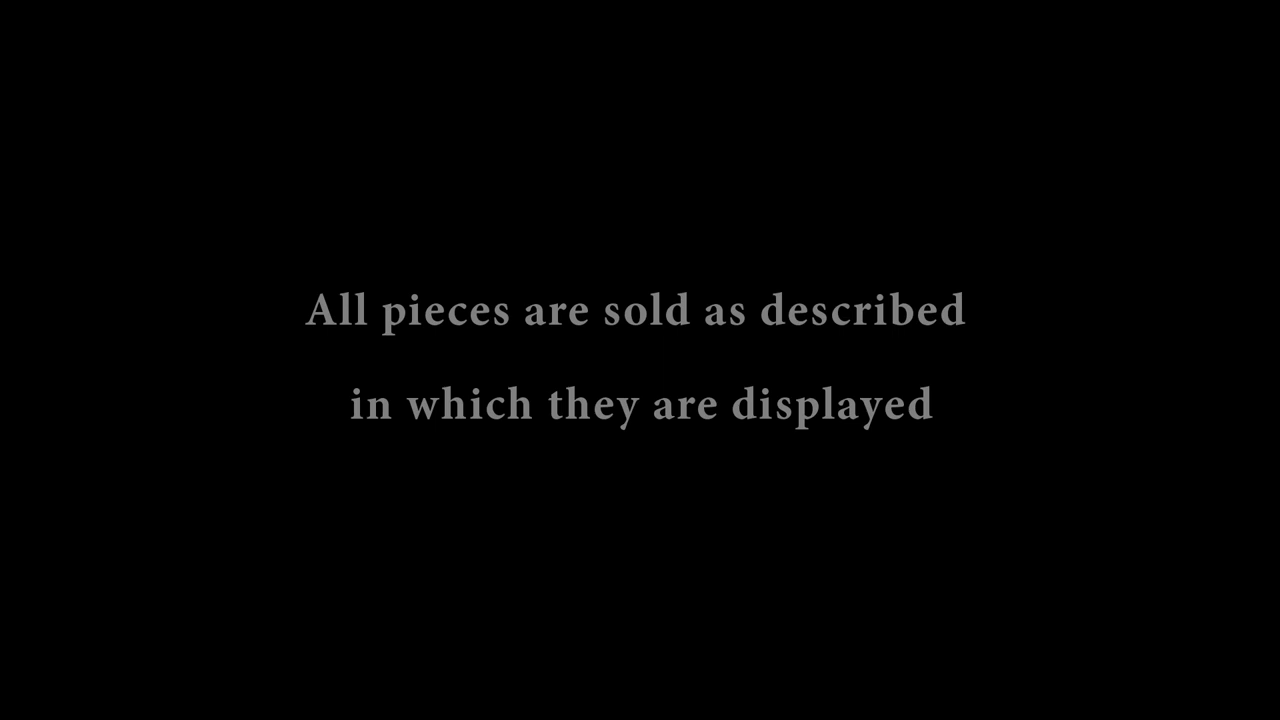 All pieces are sold as described
in which they are displayed